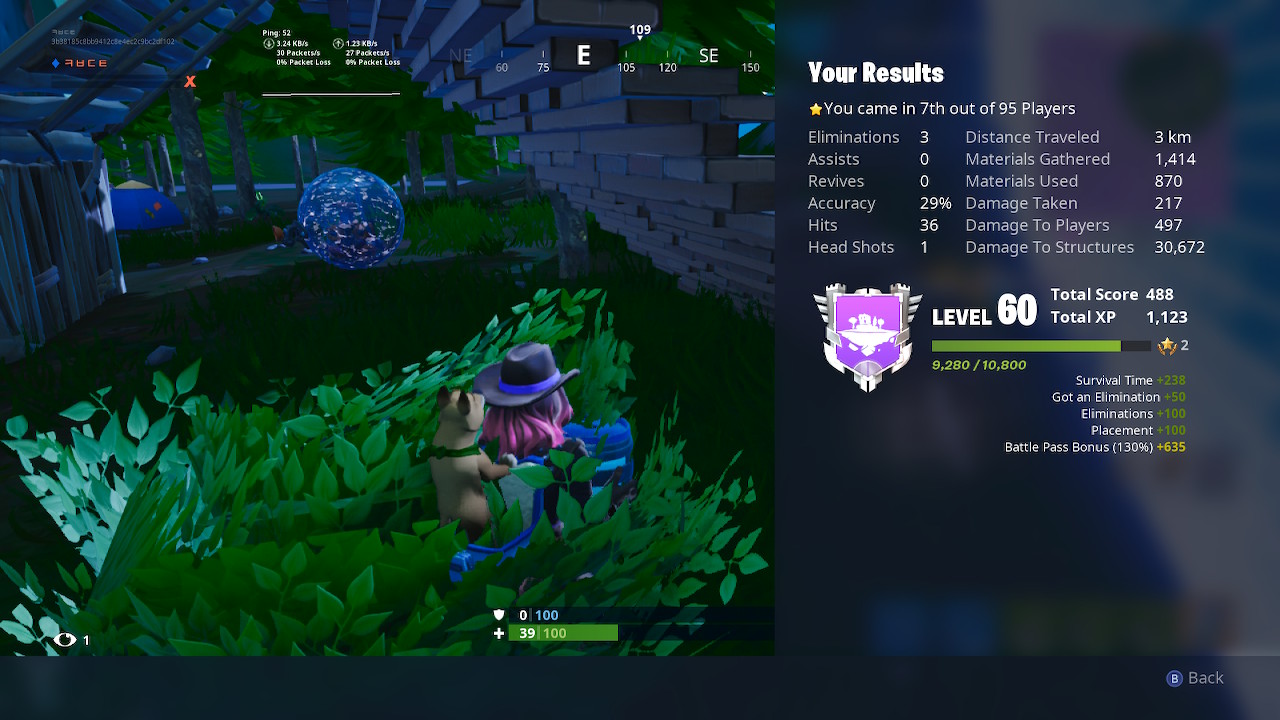 Ping: 52
3.24 KB/s 1.23 KB/s
30 Packets/s 27 Packets/s
0% Packet Loss 0% Packet Loss
109
NE E SE
60 75 105 120 150
X
0 | 100
39 | 100
1
Your Results
You came in 7th out of 95 Players
Eliminations 3 Distance Traveled 3 km
Assists 0 Materials Gathered 1,414
Revives 0 Materials Used 870
Accuracy 29% Damage Taken 217
Hits 36 Damage To Players 497
Head Shots 1 Damage To Structures 30,672
LEVEL 60
Total Score 488
Total XP 1,123
2
9,280 / 10,800
Survival Time +238
Got an Elimination +50
Eliminations +100
Placement +100
Battle Pass Bonus (130%) +635
B Back